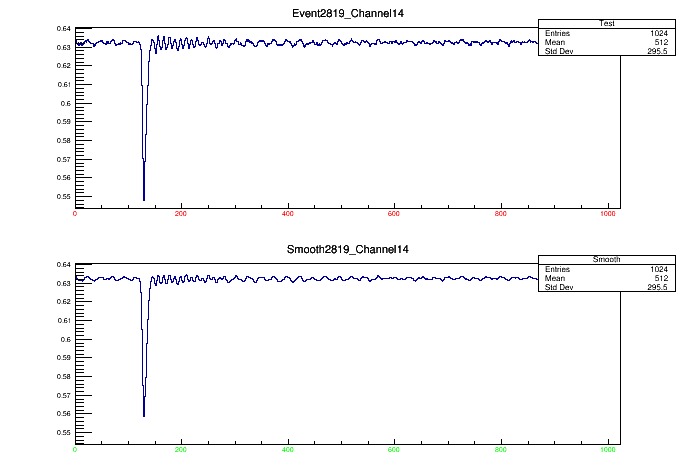 Event2819_Channel14
Test
Entries 1024
Mean 512
Std Dev 295.5
0.64
0.63
0.62
0.61
0.6
0.59
0.58
0.57
0.56
0.55
0 200 400 600 800 1000
Smooth2819_Channel14
Smooth
Entries 1024
Mean 512
Std Dev 295.5
0.64
0.63
0.62
0.61
0.6
0.59
0.58
0.57
0.56
0.55
0 200 400 600 800 1000